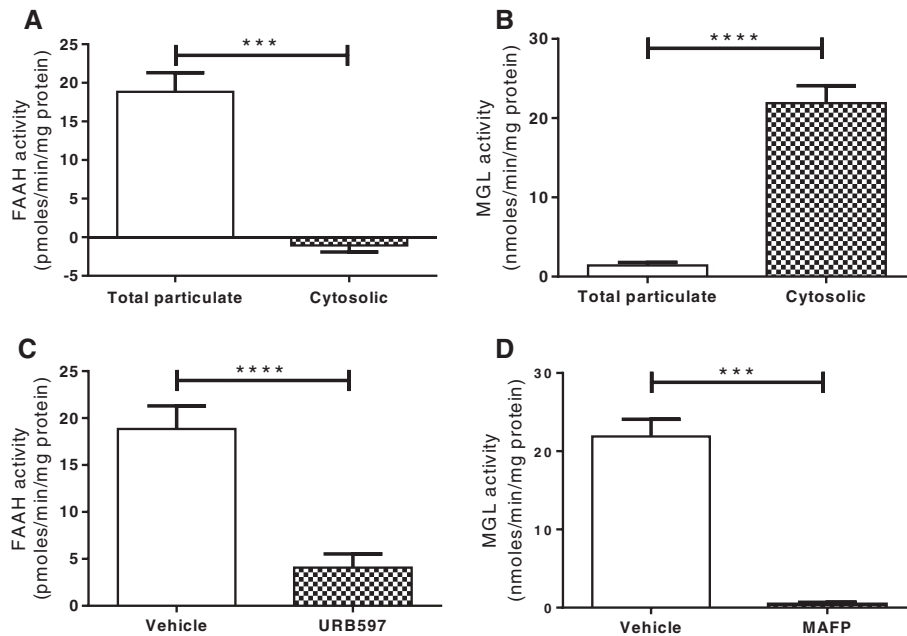 A
FAAH activity
(pmoles/min/mg protein)
25
20
15
10
5
0
-5
***
Total particulate
Cytosolic
B
MGL activity
(nmoles/min/mg protein)
30
20
10
0
****
Total particulate
Cytosolic
C
FAAH activity
(pmoles/min/mg protein)
25
20
15
10
5
0
****
Vehicle
URB597
D
MGL activity
(nmoles/min/mg protein)
30
20
10
0
***
Vehicle
MAFP